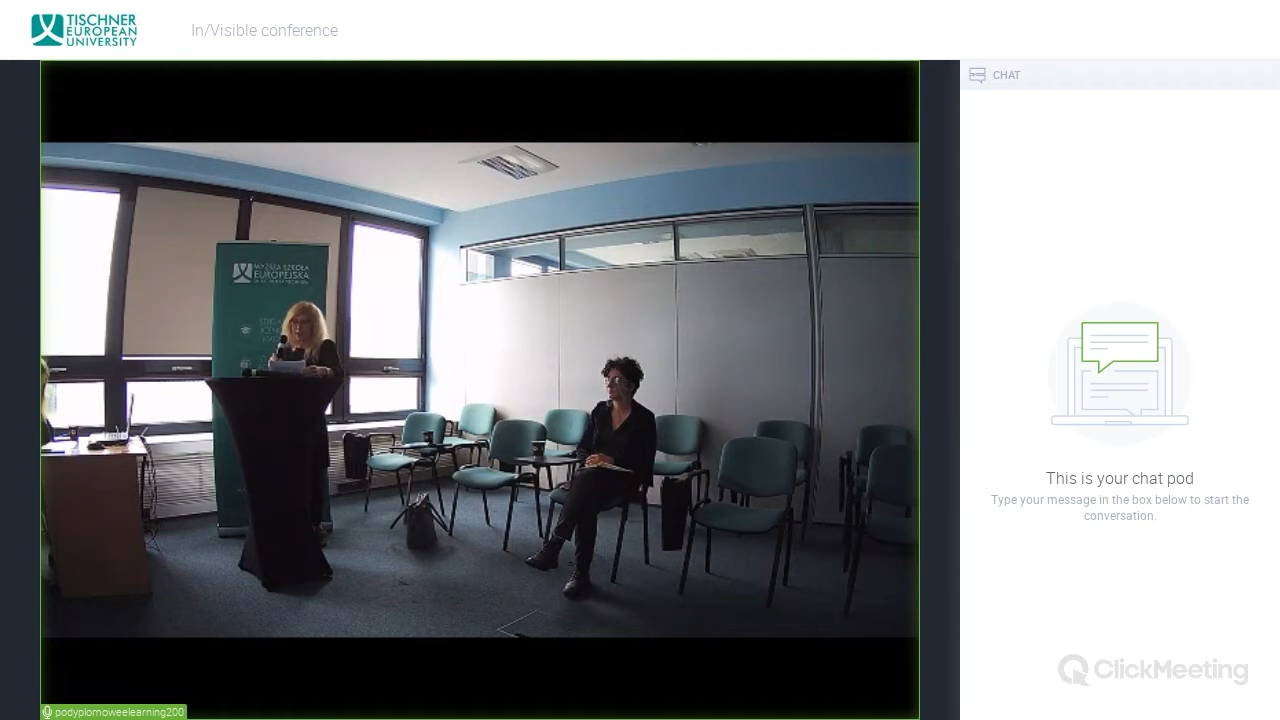 TISCHNER
EUROPEAN
UNIVERSITY
In/Visible conference
CHAT
WYŻSZA SZKOŁA
EUROPEJSKA
This is your chat pod
Type your message in the box below to start the
conversation.
ClickMeeting
podyplomoweelearning200